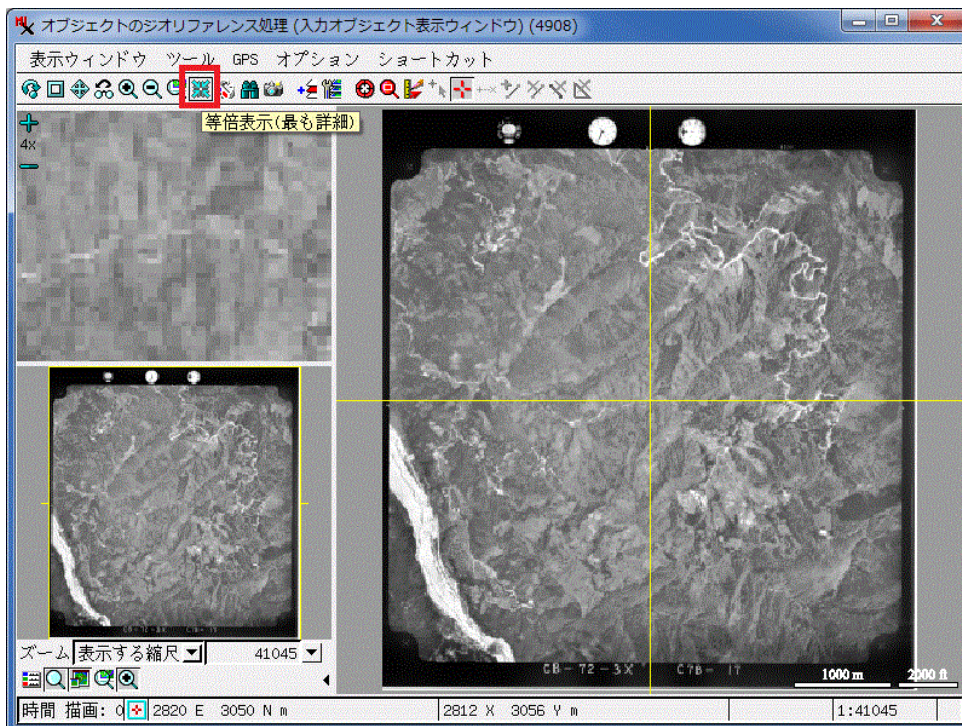 オブジェクトのジオリファレンス処理 (入力オブジェクト表示ウィンドウ) (4908)
表示ウィンドウ ツール GPS オプション ショートカット
等倍表示(最も詳細)
4x
CB-72-3X C7B-17
1000 m 2000 ft
ズーム 表示する縮尺 41045
時間 描画: 0 2820 E 3050 N m 2812 X 3056 Y m 1:41045